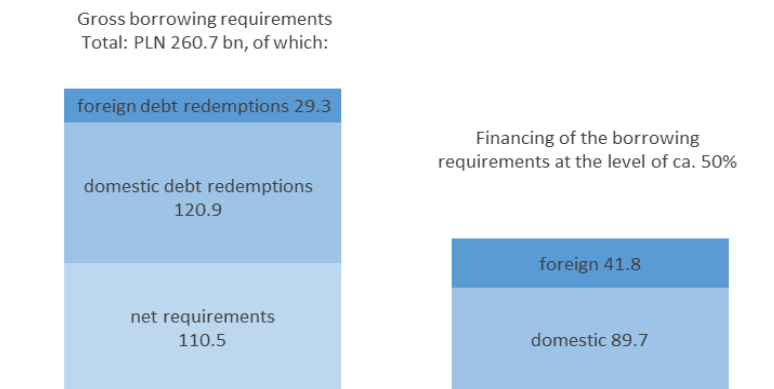 Gross borrowing requirements
Total: PLN 260.7 bn, of which:
foreign debt redemptions 29.3
domestic debt redemptions
120.9
net requirements
110.5
Financing of the borrowing
requirements at the level of ca. 50%
foreign 41.8
domestic 89.7